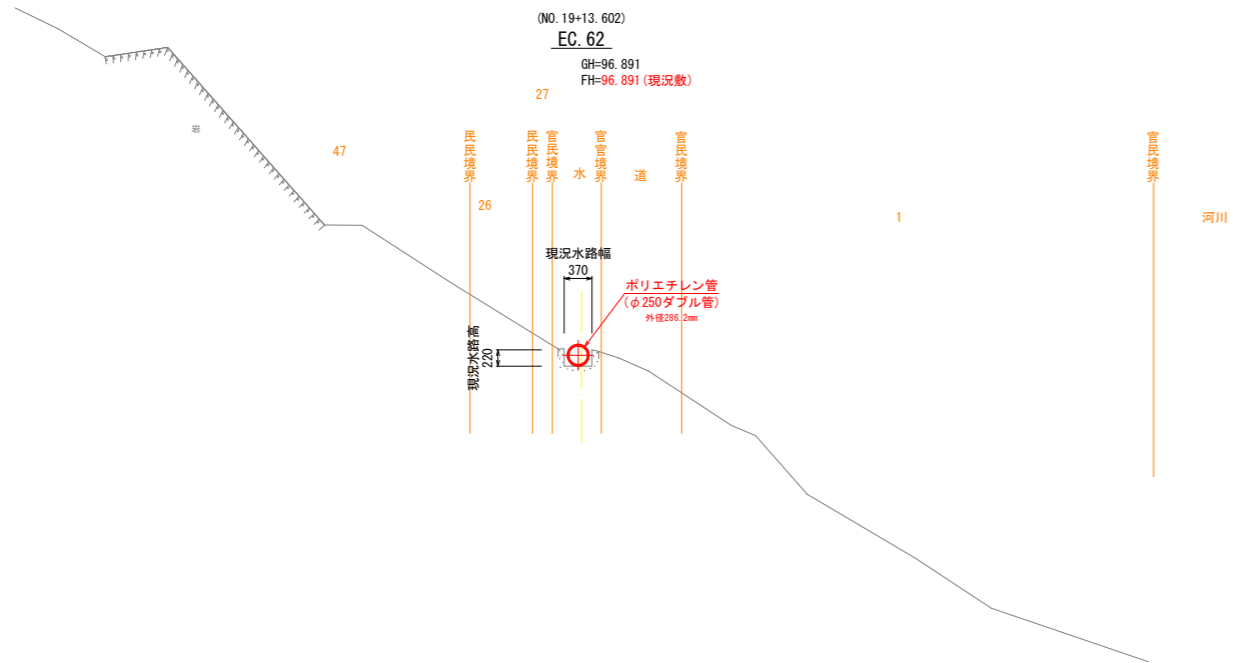 (NO.19+13.602)
EC.62
GH=96.891
FH=96.891(現況敷)
27
民民境界
民民境界
官民境界
官官境界
官民境界
官民境界
岩
47
水
道
26
1
河川
現況水路幅
370
ポリエチレン管
(φ250ダブル管)
外径286.2mm
現況水路高
220